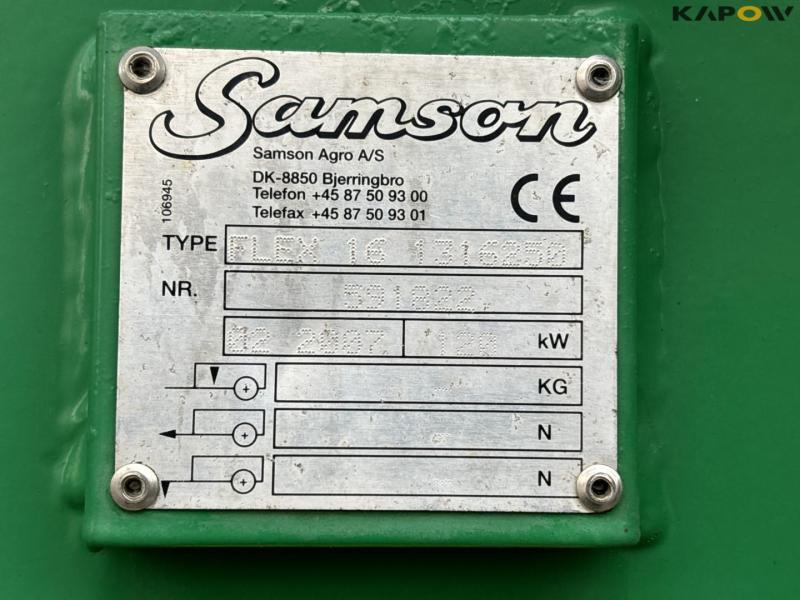 KAPOW
Samson
Samson Agro A/S
DK-8850 Bjerringbro
Telefon +45 87 50 93 00
Telefax +45 87 50 93 01
CE
106945
TYPE FLEX 16 1316250
NR. 591822.
02 2007 120 kW
- KG
- N
- N